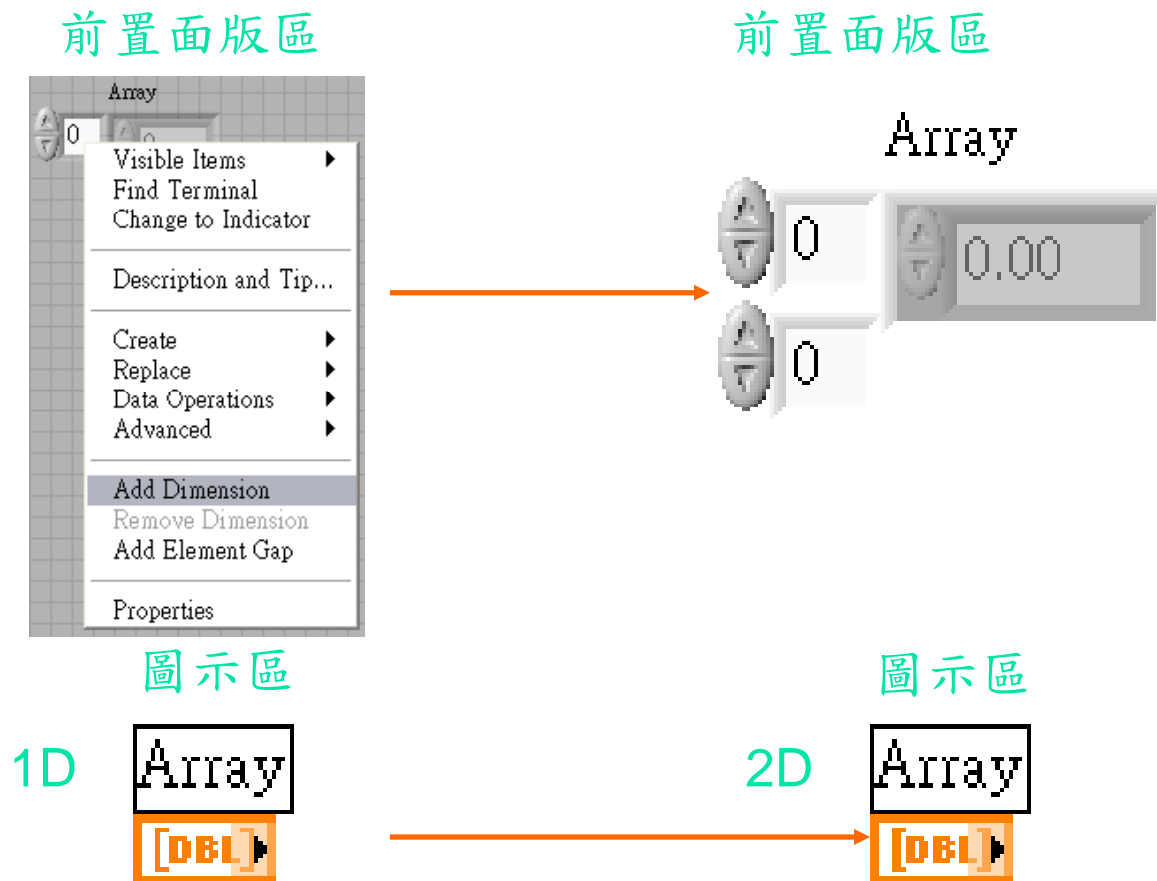 前置面版區
前置面版區
Array
0
Visible Items
Find Terminal
Change to Indicator
Description and Tip...
Create
Replace
Data Operations
Advanced
Add Dimension
Remove Dimension
Add Element Gap
Properties
Array
0
0.00
0
圖示區
圖示區
1D
Array
[DBL]
2D
Array
[DBL]